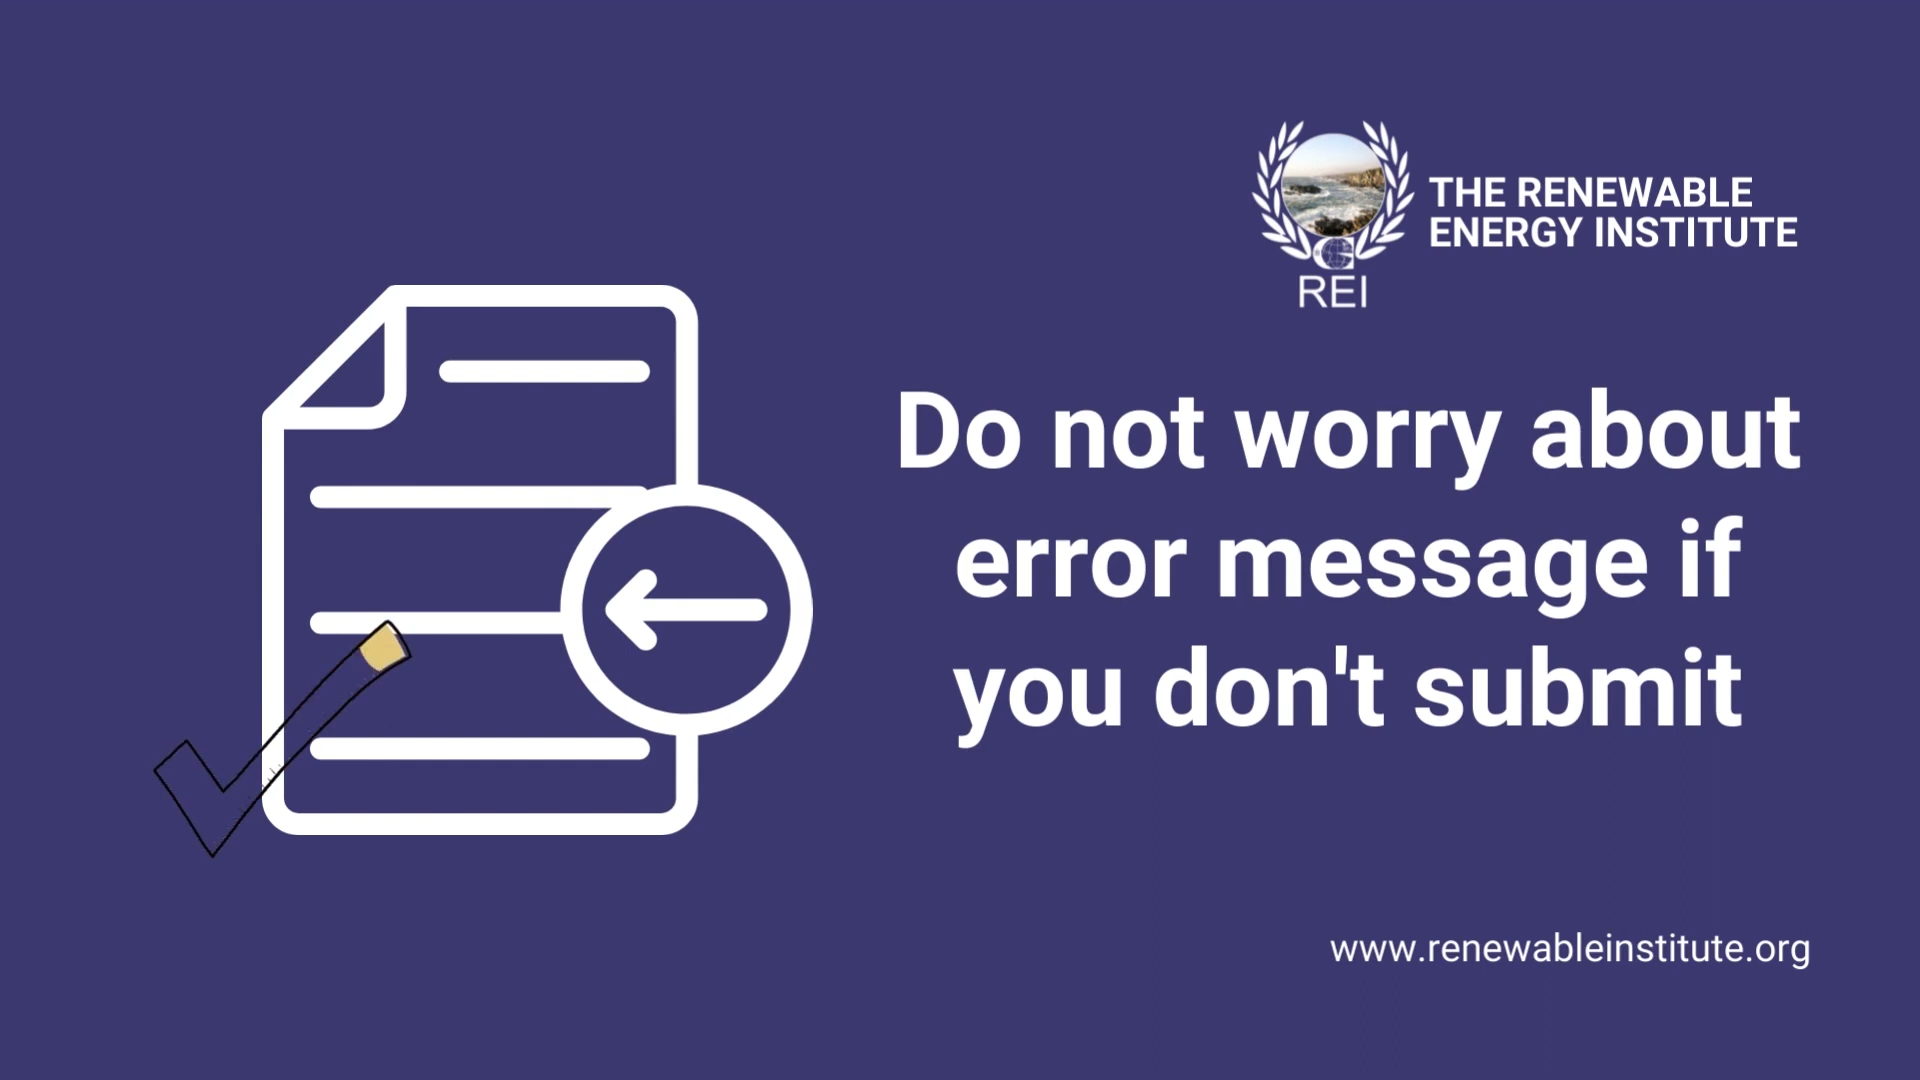 THE RENEWABLE
ENERGY INSTITUTE
REI
Do not worry about
error message if
you don't submit
www.renewableinstitute.org